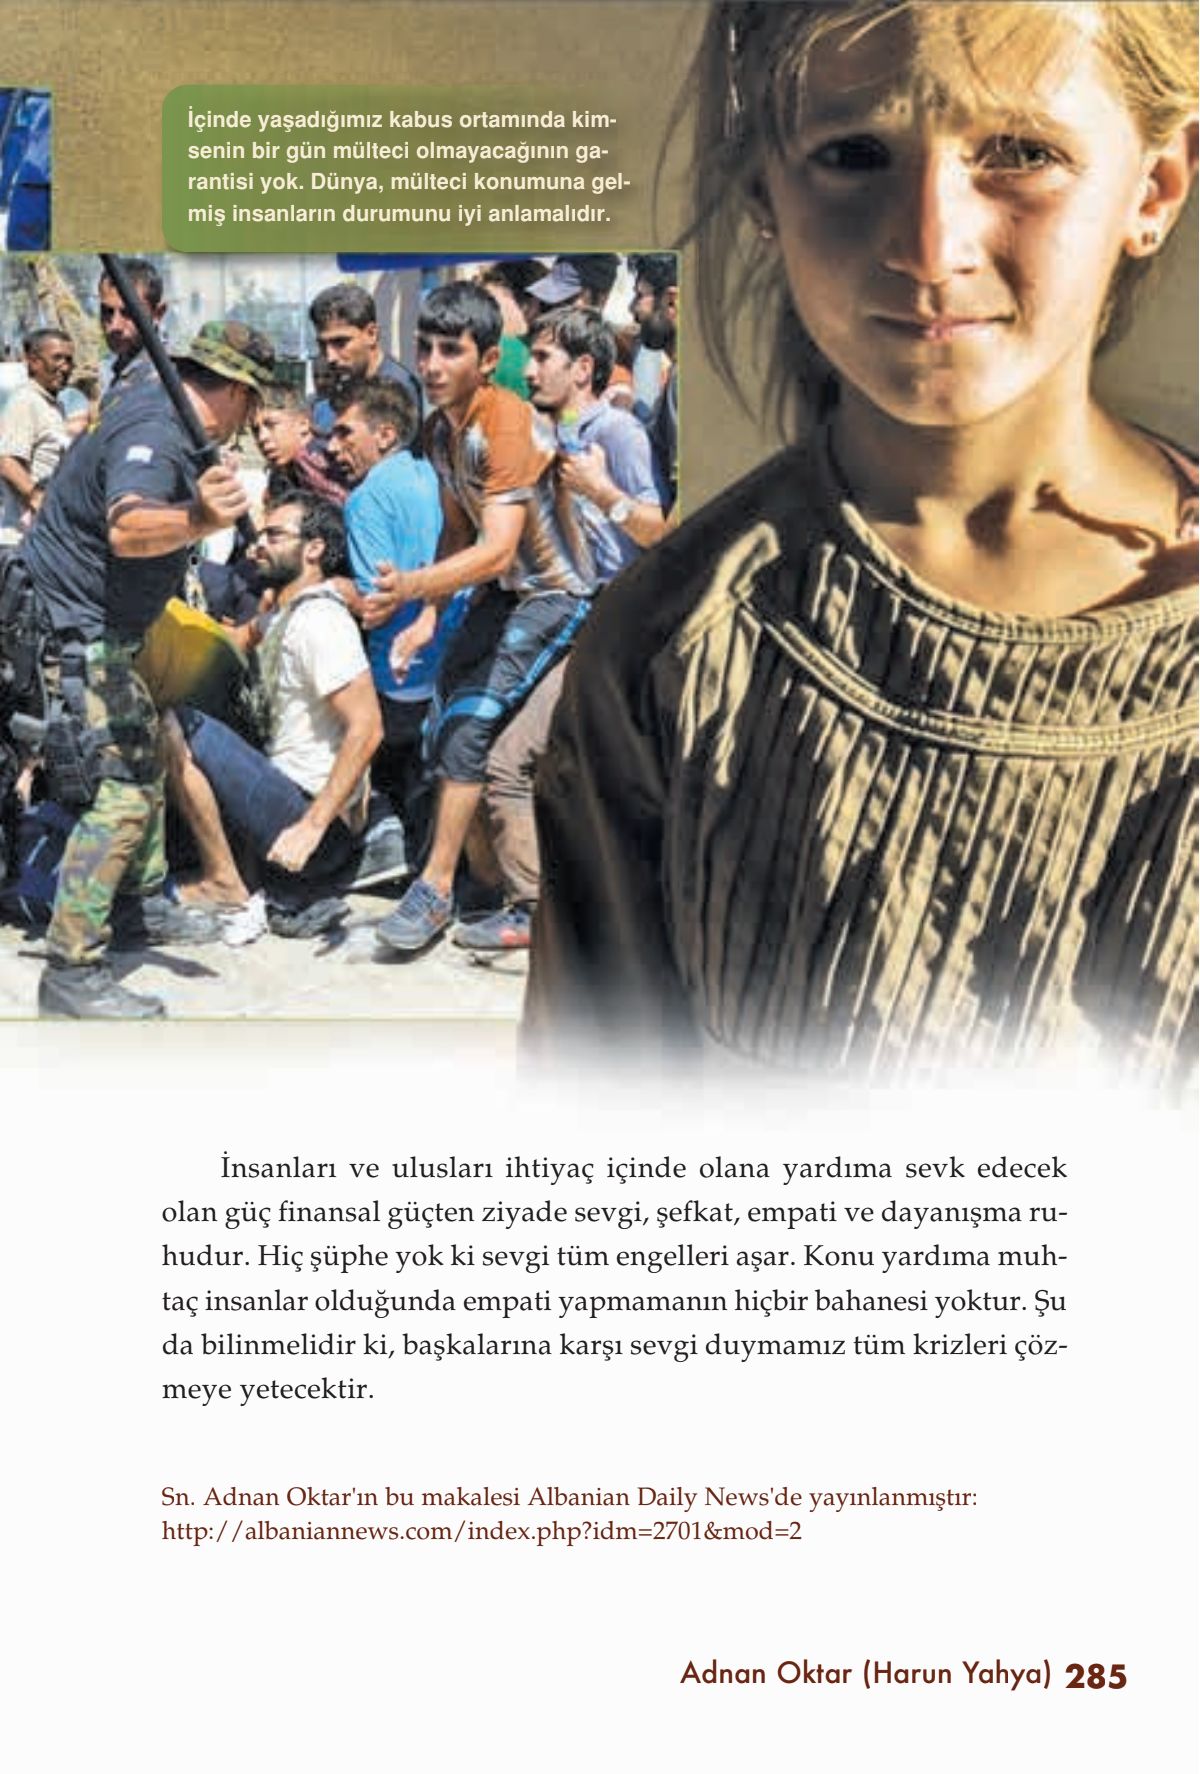 İçinde yaşadığımız kabus ortamında kim-
senin bir gün mülteci olmayacağının ga-
rantisi yok. Dünya, mülteci konumuna gel-
miş insanların durumunu iyi anlamalıdır.
İnsanları ve ulusları ihtiyaç içinde olana yardıma sevk edecek
olan güç finansal güçten ziyade sevgi, şefkat, empati ve dayanışma ru-
hudur. Hiç şüphe yok ki sevgi tüm engelleri aşar. Konu yardıma muh-
taç insanlar olduğunda empati yapmamanın hiçbir bahanesi yoktur. Şu
da bilinmelidir ki, başkalarına karşı sevgi duymamız tüm krizleri çöz-
meye yetecektir.
Sn. Adnan Oktar'ın bu makalesi Albanian Daily News'de yayınlanmıştır:
http://albaniannews.com/index.php?idm=2701&mod=2
Adnan Oktar (Harun Yahya) 285